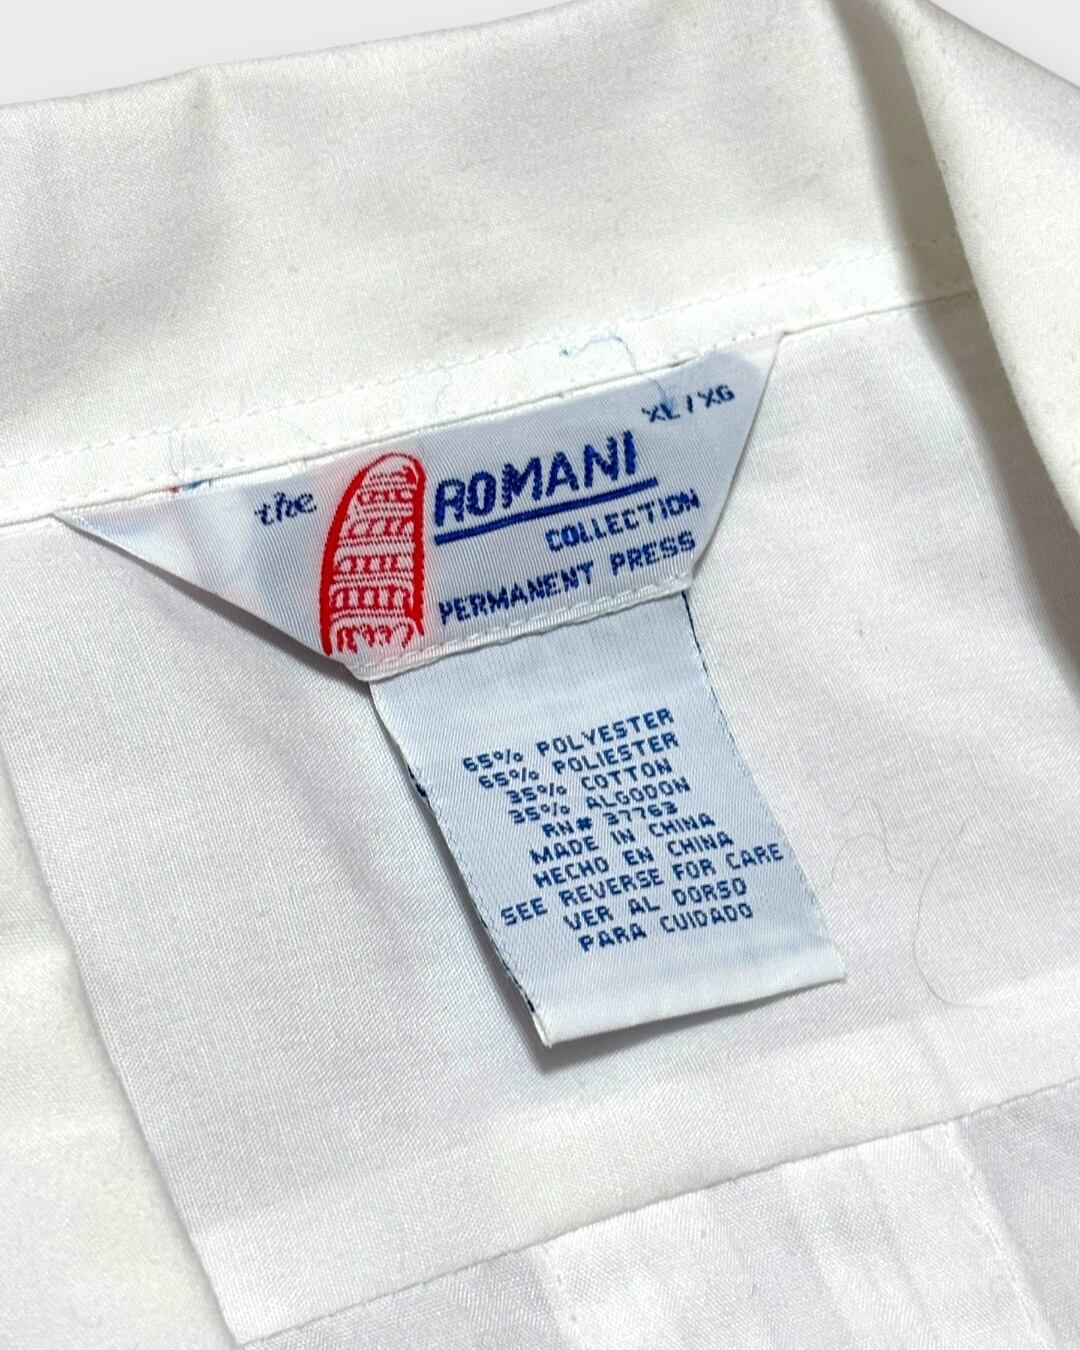 XL / XG
the ROMANI
COLLECTION
PERMANENT PRESS
65% POLYESTER
65% POLIESTER
35% COTTON
35% ALGODON
RN# 37763
MADE IN CHINA
HECHO EN CHINA
SEE REVERSE FOR CARE
VER AL DORSO
PARA CUIDADO